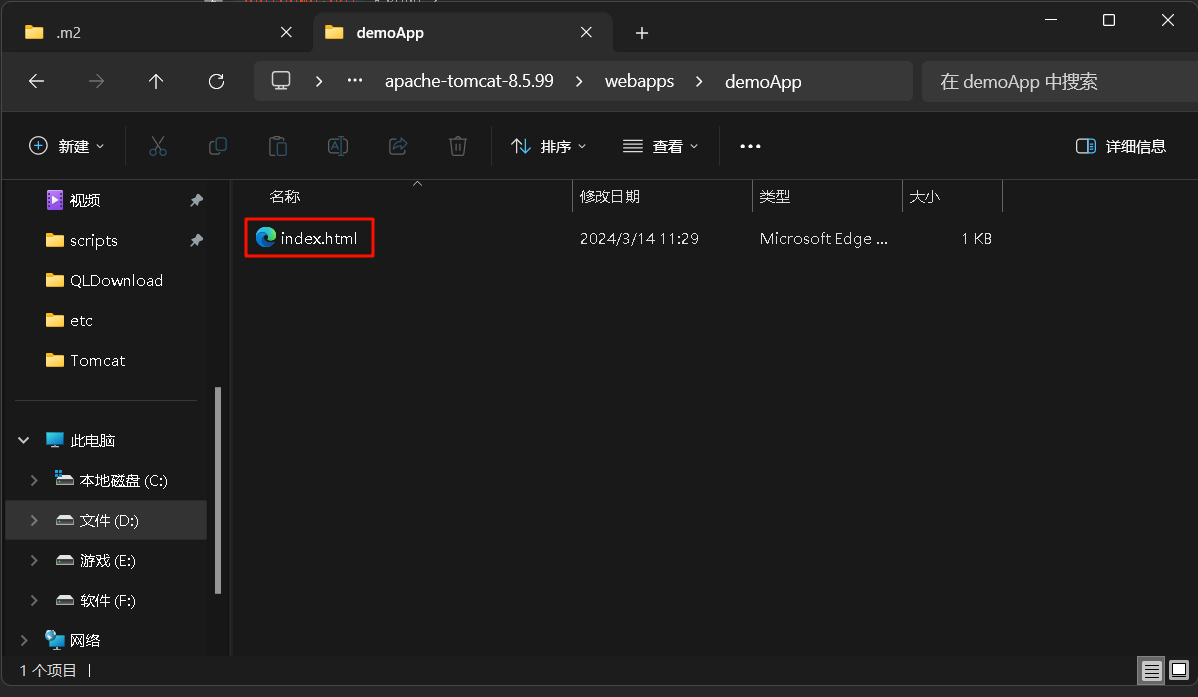 .m2
demoApp
apache-tomcat-8.5.99 webapps demoApp
在 demoApp 中搜索
新建
排序
查看
详细信息
名称 修改日期 类型 大小
index.html 2024/3/14 11:29 Microsoft Edge ... 1 KB
视频
scripts
QLDownload
etc
Tomcat
此电脑
本地磁盘 (C:)
文件 (D:)
游戏 (E:)
软件 (F:)
网络
1 个项目